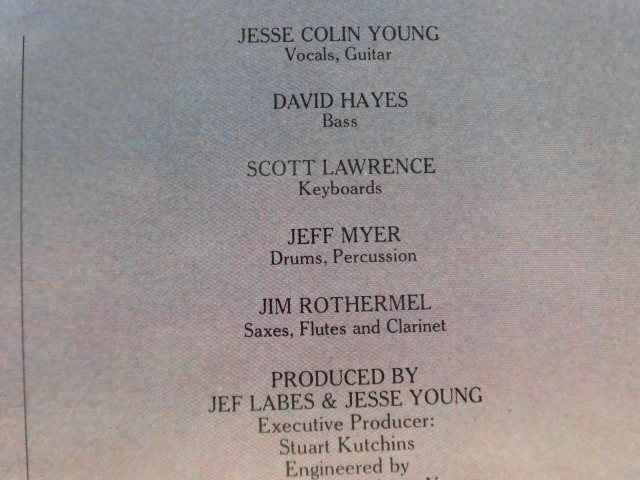 JESSE COLIN YOUNG
Vocals, Guitar
DAVID HAYES
Bass
SCOTT LAWRENCE
Keyboards
JEFF MYER
Drums, Percussion
JIM ROTHERMEL
Saxes, Flutes and Clarinet
PRODUCED BY
JEF LABES & JESSE YOUNG
Executive Producer:
Stuart Kutchins
Engineered by